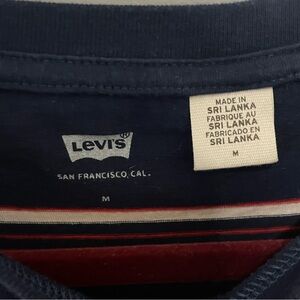 Levi's
SAN FRANCISCO, CAL.
M
MADE IN
SRI LANKA
FABRIQUE AU
SRI LANKA
FABRICADO EN
SRI LANKA
M